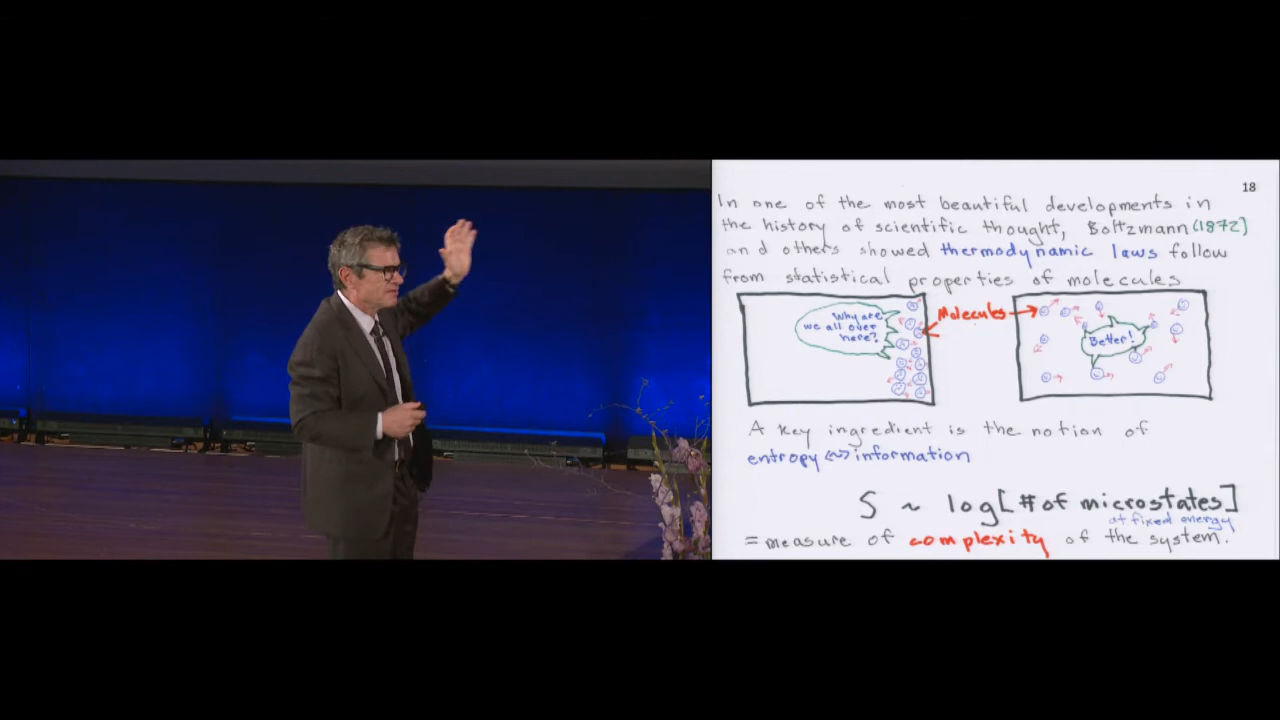 18
In one of the most beautiful developments in
the history of scientific thought, Boltzmann (1872)
and others showed thermodynamic laws follow
from statistical properties of molecules
Why are
we all over
here?
Molecules
Better!
A key ingredient is the notion of
entropy ↔ information
S ~ log[# of microstates]
at fixed energy
= measure of complexity of the system.